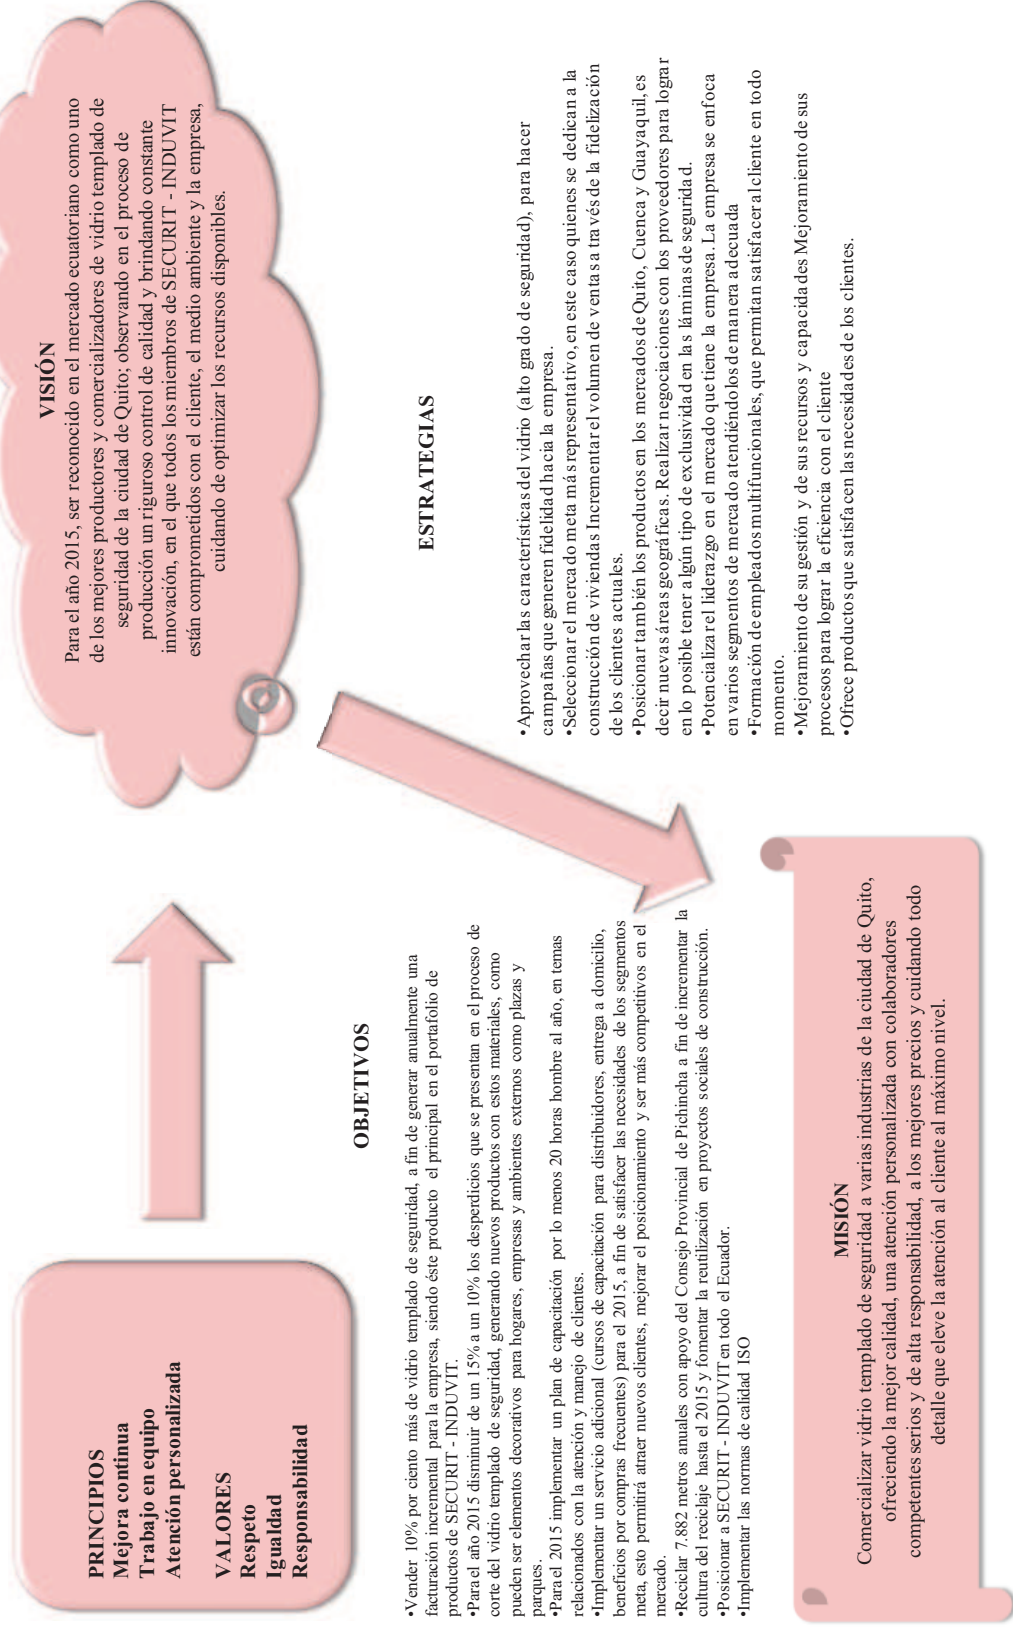 PRINCIPIOS
Mejora continua
Trabajo en equipo
Atención personalizada
VALORES
Respeto
Igualdad
Responsabilidad
VISIÓN
Para el año 2015, ser reconocido en el mercado ecuatoriano como uno
de los mejores productores y comercializadores de vidrio templado de
seguridad de la ciudad de Quito; observando en el proceso de
producción un riguroso control de calidad y brindando constante
innovación, en el que todos los miembros de SECURIT - INDUVIT
están comprometidos con el cliente, el medio ambiente y la empresa,
cuidando de optimizar los recursos disponibles.
OBJETIVOS
•Vender 10% por ciento más de vidrio templado de seguridad, a fin de generar anualmente una
facturación incremental para la empresa, siendo éste producto el principal en el portafolio de
productos de SECURIT - INDUVIT.
•Para el año 2015 disminuir de un 15% a un 10% los desperdicios que se presentan en el proceso de
corte del vidrio templado de seguridad, generando nuevos productos con estos materiales, como
pueden ser elementos decorativos para hogares, empresas y ambientes externos como plazas y
parques.
•Para el 2015 implementar un plan de capacitación por lo menos 20 horas hombre al año, en temas
relacionados con la atención y manejo de clientes.
•Implementar un servicio adicional (cursos de capacitación para distribuidores, entrega a domicilio,
beneficios por compras frecuentes) para el 2015, a fin de satisfacer las necesidades de los segmentos
meta, esto permitirá atraer nuevos clientes, mejorar el posicionamiento y ser más competitivos en el
mercado.
•Reciclar 7.882 metros anuales con apoyo del Consejo Provincial de Pichincha a fin de incrementar la
cultura del reciclaje hasta el 2015 y fomentar la reutilización en proyectos sociales de construcción.
•Posicionar a SECURIT - INDUVIT en todo el Ecuador.
•Implementar las normas de calidad ISO
ESTRATEGIAS
•Aprovechar las características del vidrio (alto grado de seguridad), para hacer
campañas que generen fidelidad hacia la empresa.
•Seleccionar el mercado meta más representativo, en este caso quienes se dedican a la
construcción de viviendas Incrementar el volumen de ventas a través de la fidelización
de los clientes actuales.
•Posicionar también los productos en los mercados de Quito, Cuenca y Guayaquil, es
decir nuevas áreas geográficas. Realizar negociaciones con los proveedores para lograr
en lo posible tener algún tipo de exclusividad en las láminas de seguridad.
•Potencializar el liderazgo en el mercado que tiene la empresa. La empresa se enfoca
en varios segmentos de mercado atendiéndolos de manera adecuada
•Formación de empleados multifuncionales, que permitan satisfacer al cliente en todo
momento.
•Mejoramiento de su gestión y de sus recursos y capacidades Mejoramiento de sus
procesos para lograr la eficiencia con el cliente
•Ofrece productos que satisfacen las necesidades de los clientes.
MISIÓN
Comercializar vidrio templado de seguridad a varias industrias de la ciudad de Quito,
ofreciendo la mejor calidad, una atención personalizada con colaboradores
competentes serios y de alta responsabilidad, a los mejores precios y cuidando todo
detalle que eleve la atención al cliente al máximo nivel.